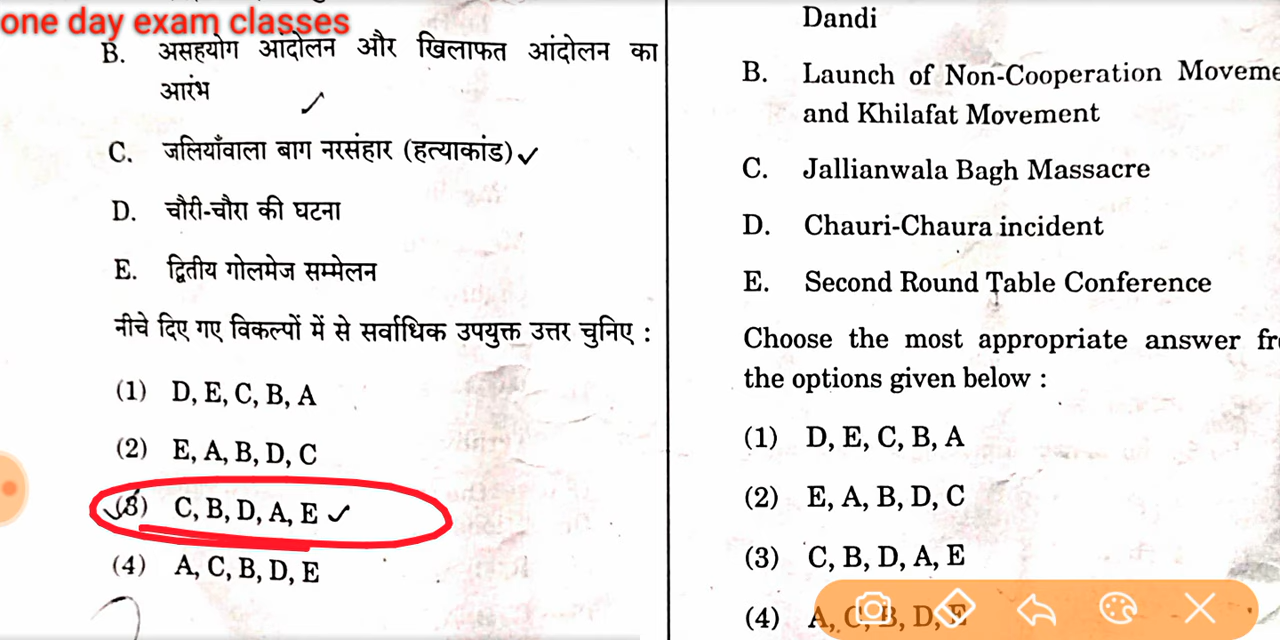 one day exam classes
B. असहयोग आंदोलन और खिलाफत आंदोलन का
आरंभ
C. जलियाँवाला बाग नरसंहार (हत्याकांड)
D. चौरी-चौरा की घटना
E. द्वितीय गोलमेज सम्मेलन
नीचे दिए गए विकल्पों में से सर्वाधिक उपयुक्त उत्तर चुनिए :
(1) D, E, C, B, A
(2) E, A, B, D, C
(3) C, B, D, A, E
(4) A, C, B, D, E
Dandi
B. Launch of Non-Cooperation Moveme
and Khilafat Movement
C. Jallianwala Bagh Massacre
D. Chauri-Chaura incident
E. Second Round Table Conference
Choose the most appropriate answer fr
the options given below :
(1) D, E, C, B, A
(2) E, A, B, D, C
(3) C, B, D, A, E
(4) A, C, B, D, E